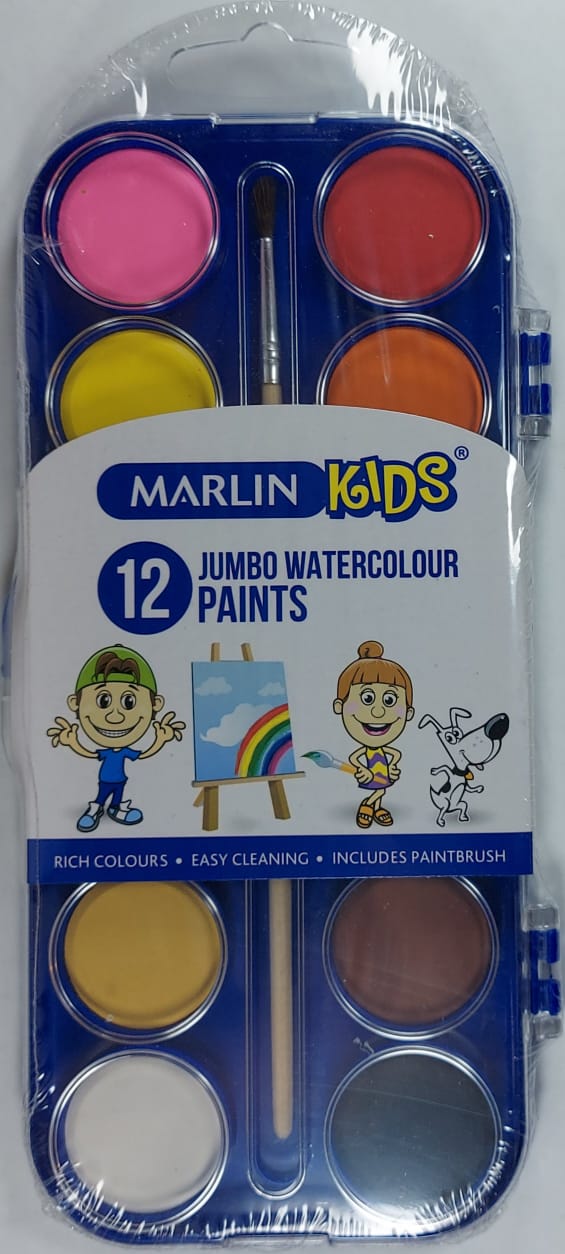 MARLIN KIDS®
12 JUMBO WATERCOLOUR
PAINTS
RICH COLOURS • EASY CLEANING • INCLUDES PAINTBRUSH